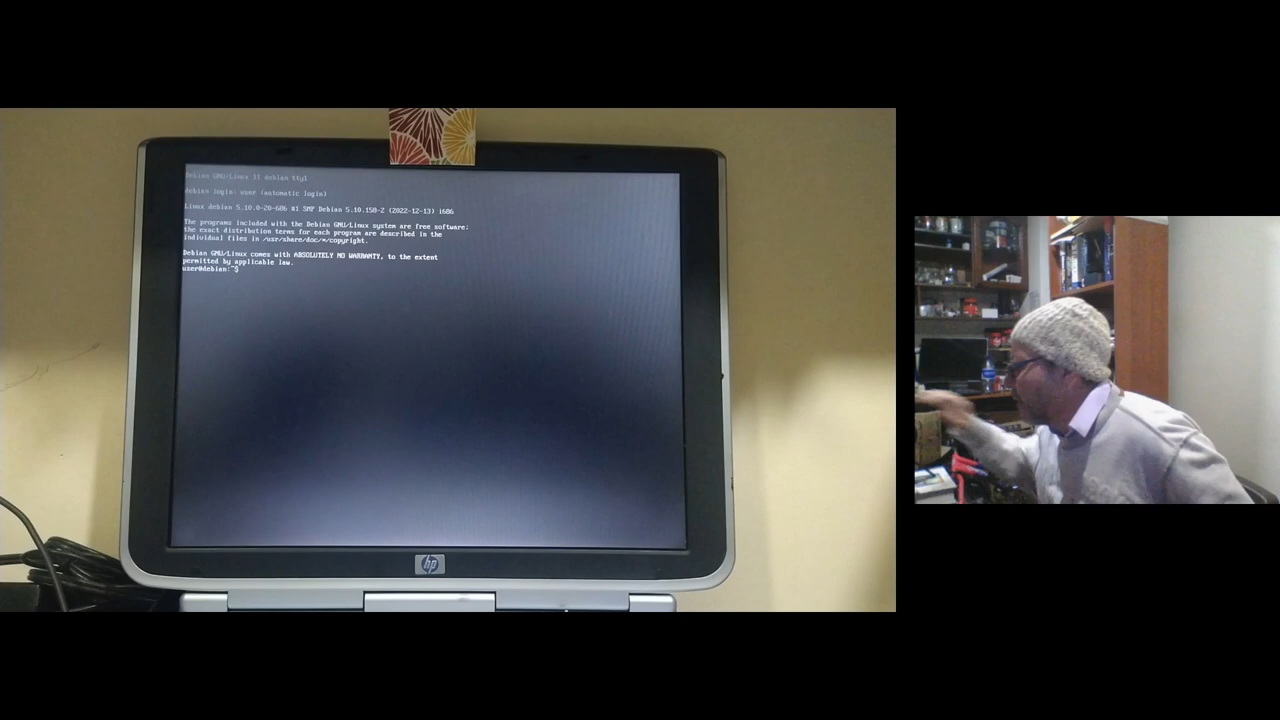 Debian GNU/Linux 11 debian tty1
debian login: user (automatic login)
Linux debian 5.10.0-20-686 #1 SMP Debian 5.10.158-2 (2022-12-13) i686
The programs included with the Debian GNU/Linux system are free software;
the exact distribution terms for each program are described in the
individual files in /usr/share/doc/*/copyright.
Debian GNU/Linux comes with ABSOLUTELY NO WARRANTY, to the extent
permitted by applicable law.
user@debian:~$
hp